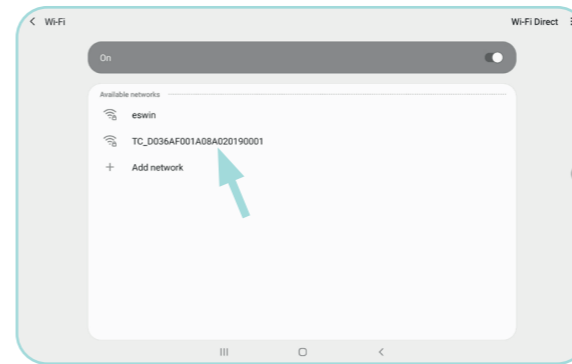 Wi-Fi
Wi-Fi Direct
On
Available networks
eswin
TC_D036AF001A08A020190001
Add network